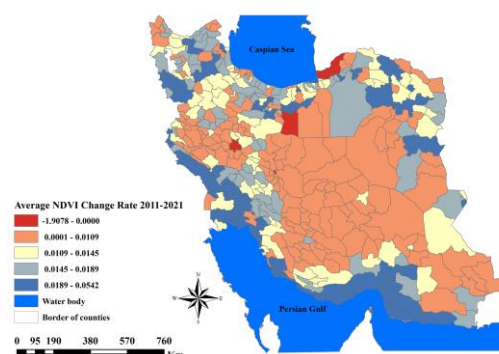 Caspian Sea
Average NDVI Change Rate 2011-2021
-1.9078 - 0.0000
0.0001 - 0.0109
0.0109 - 0.0145
0.0145 - 0.0189
0.0189 - 0.0542
Water body
Border of counties
N
W E
S
Persian Gulf
0 95 190 380 570 760